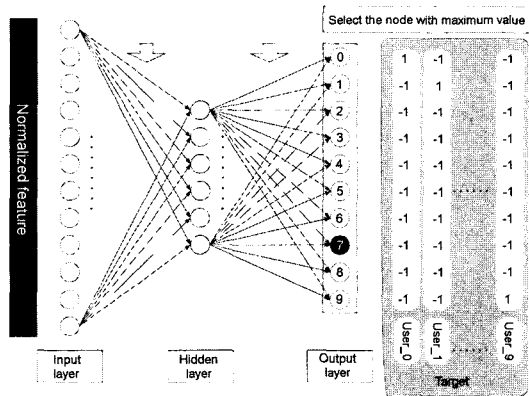 Select the node with maximum value
Normalized feature
0
1
2
3
4
5
6
7
8
9
1 -1 -1
-1 1 -1
-1 -1 -1
-1 -1 -1
-1 -1 -1
-1 -1 ...... -1
-1 -1 -1
-1 -1 -1
-1 -1 -1
-1 -1 1
User_0 User_1 ...... User_9
Target
Input
layer
Hidden
layer
Output
layer